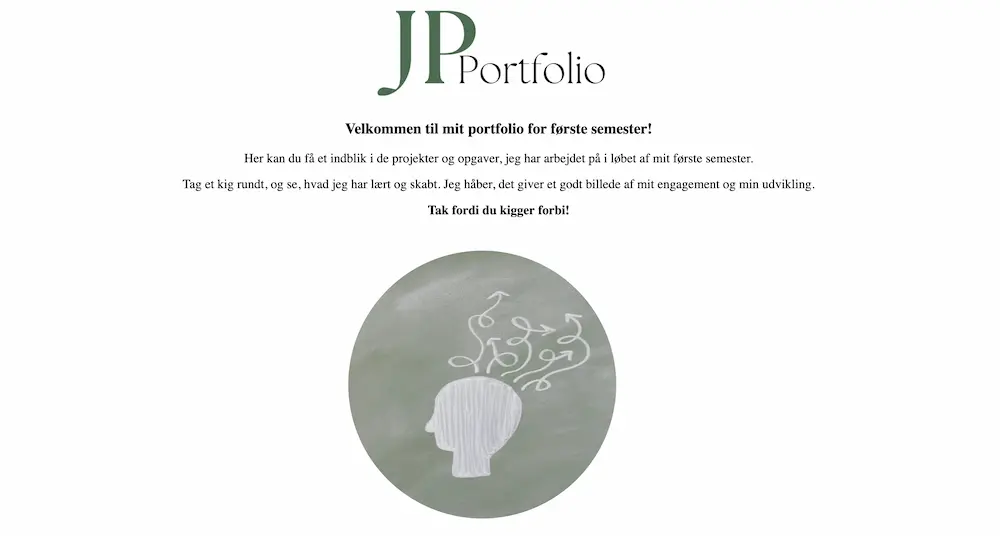 JP Portfolio
Velkommen til mit portfolio for første semester!
Her kan du få et indblik i de projekter og opgaver, jeg har arbejdet på i løbet af mit første semester.
Tag et kig rundt, og se, hvad jeg har lært og skabt. Jeg håber, det giver et godt billede af mit engagement og min udvikling.
Tak fordi du kigger forbi!